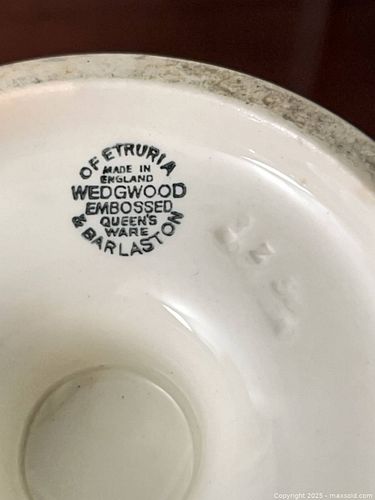 OF ETRURIA
MADE IN
ENGLAND
WEDGWOOD
EMBOSSED
QUEEN'S
WARE
& BARLASTON
Copyright 2025 - maxsold.com